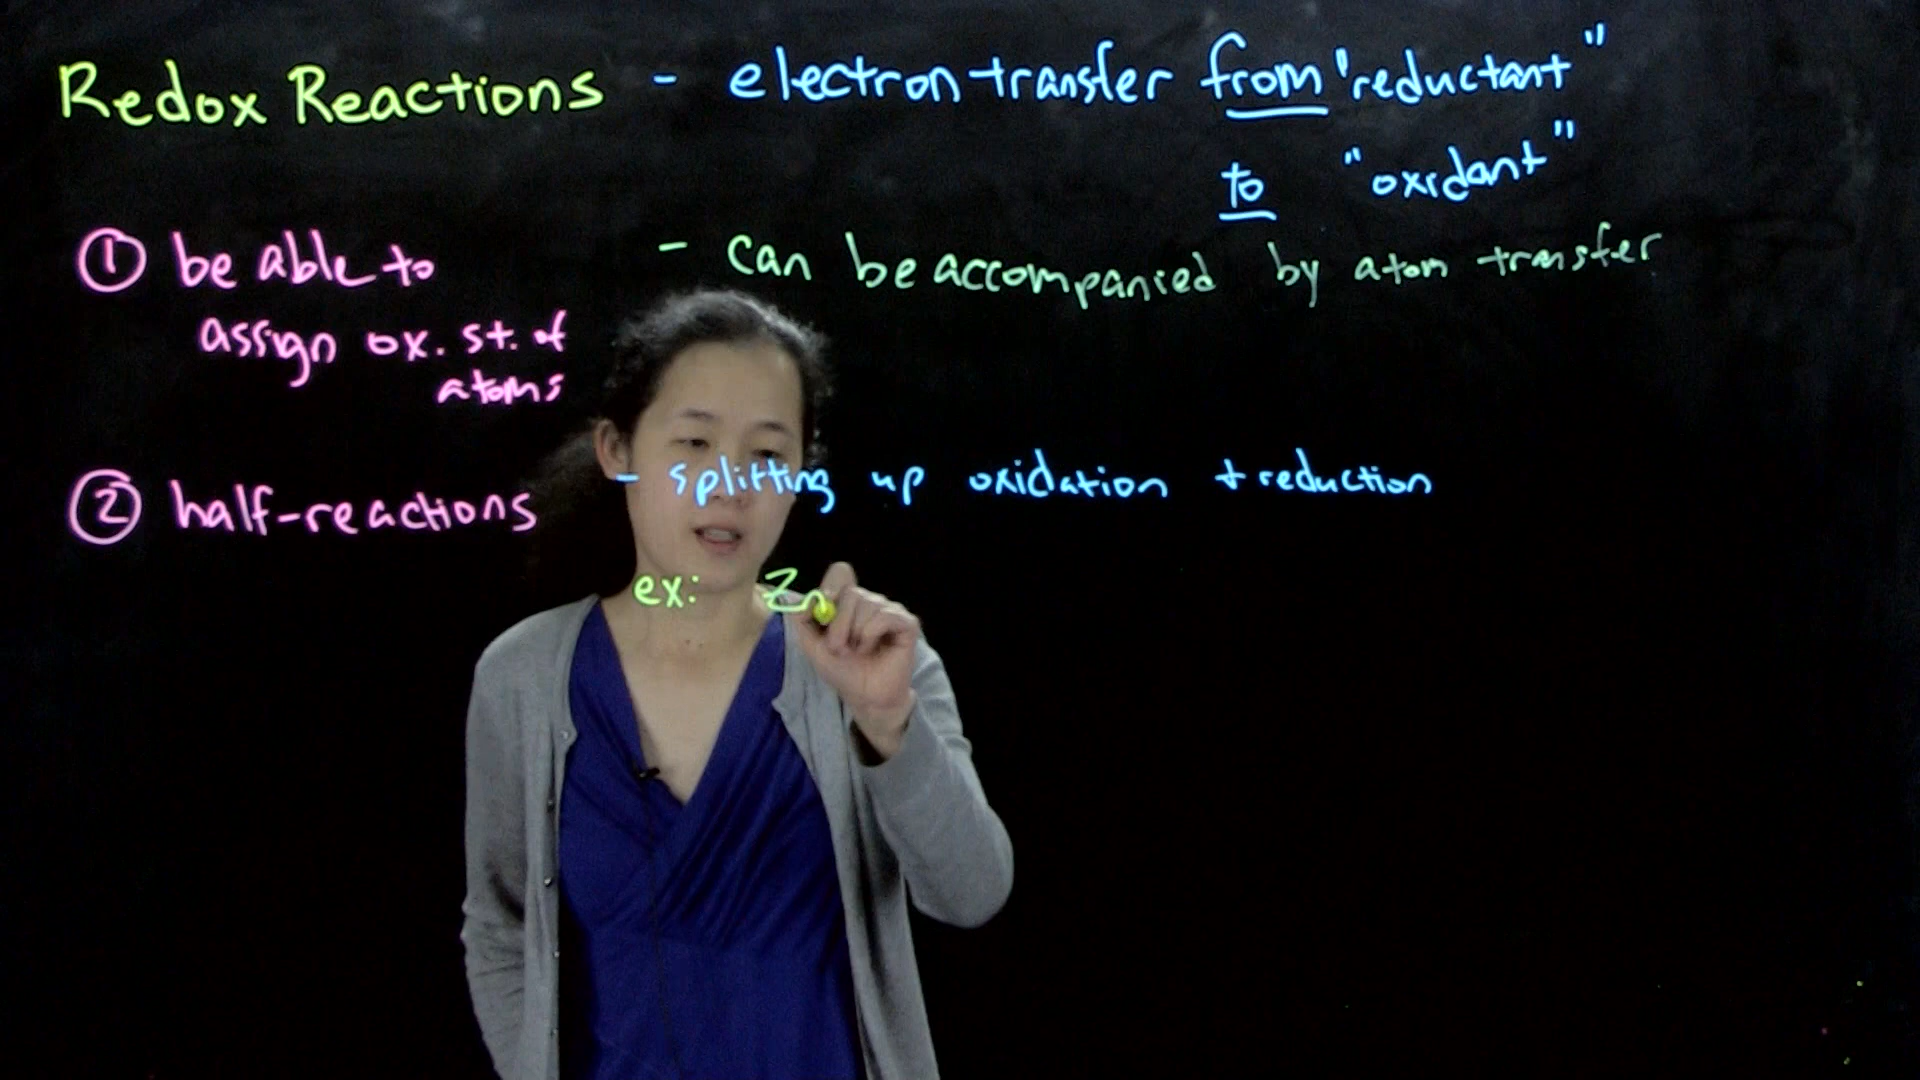 Redox Reactions - electron transfer from "reductant"
to "oxidant"
① be able to
assign ox. st. of
atoms
- can be accompanied by atom transfer
② half-reactions
- splitting up oxidation + reduction
ex: Zn